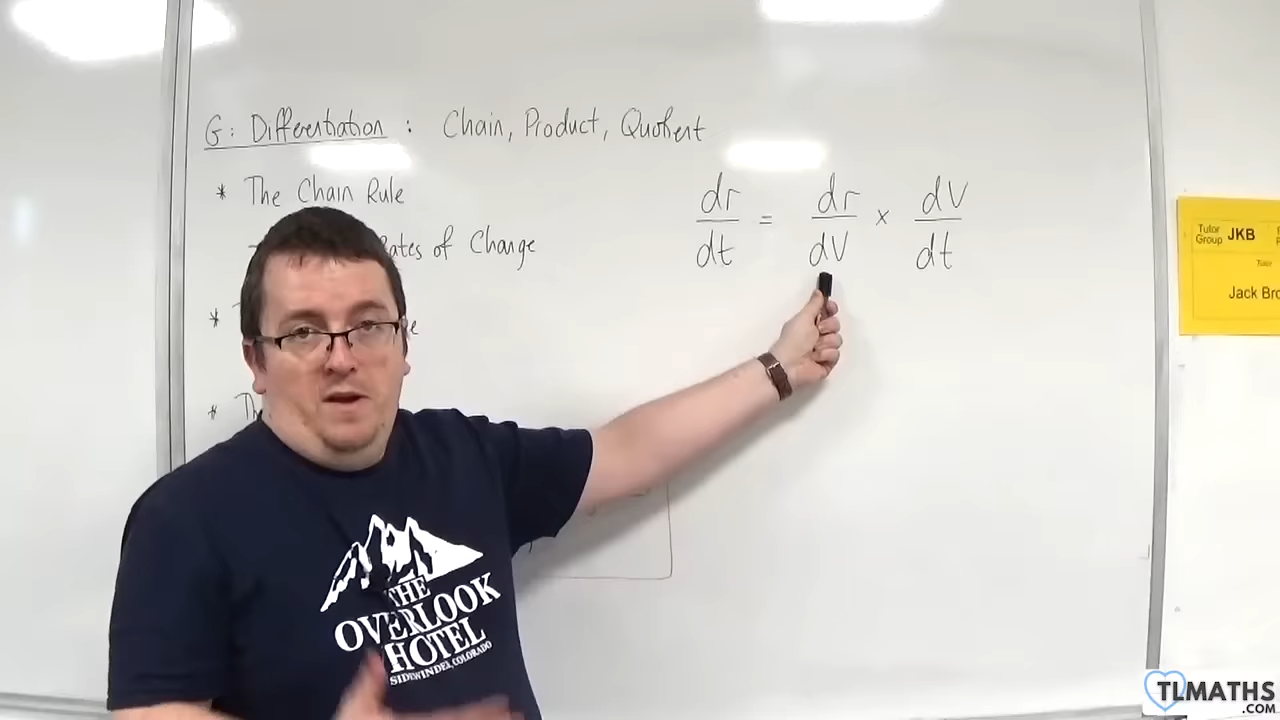 G: Differentiation : Chain, Product, Quotient
* The Chain Rule
Rates of Change
*
* Th
dr/dt = dr/dV × dV/dt
THE
OVERLOOK
HOTEL
SIDEWINDER, COLORADO
Tutor
Group JKB
Tutor
Jack Bro
TLMATHS
.COM